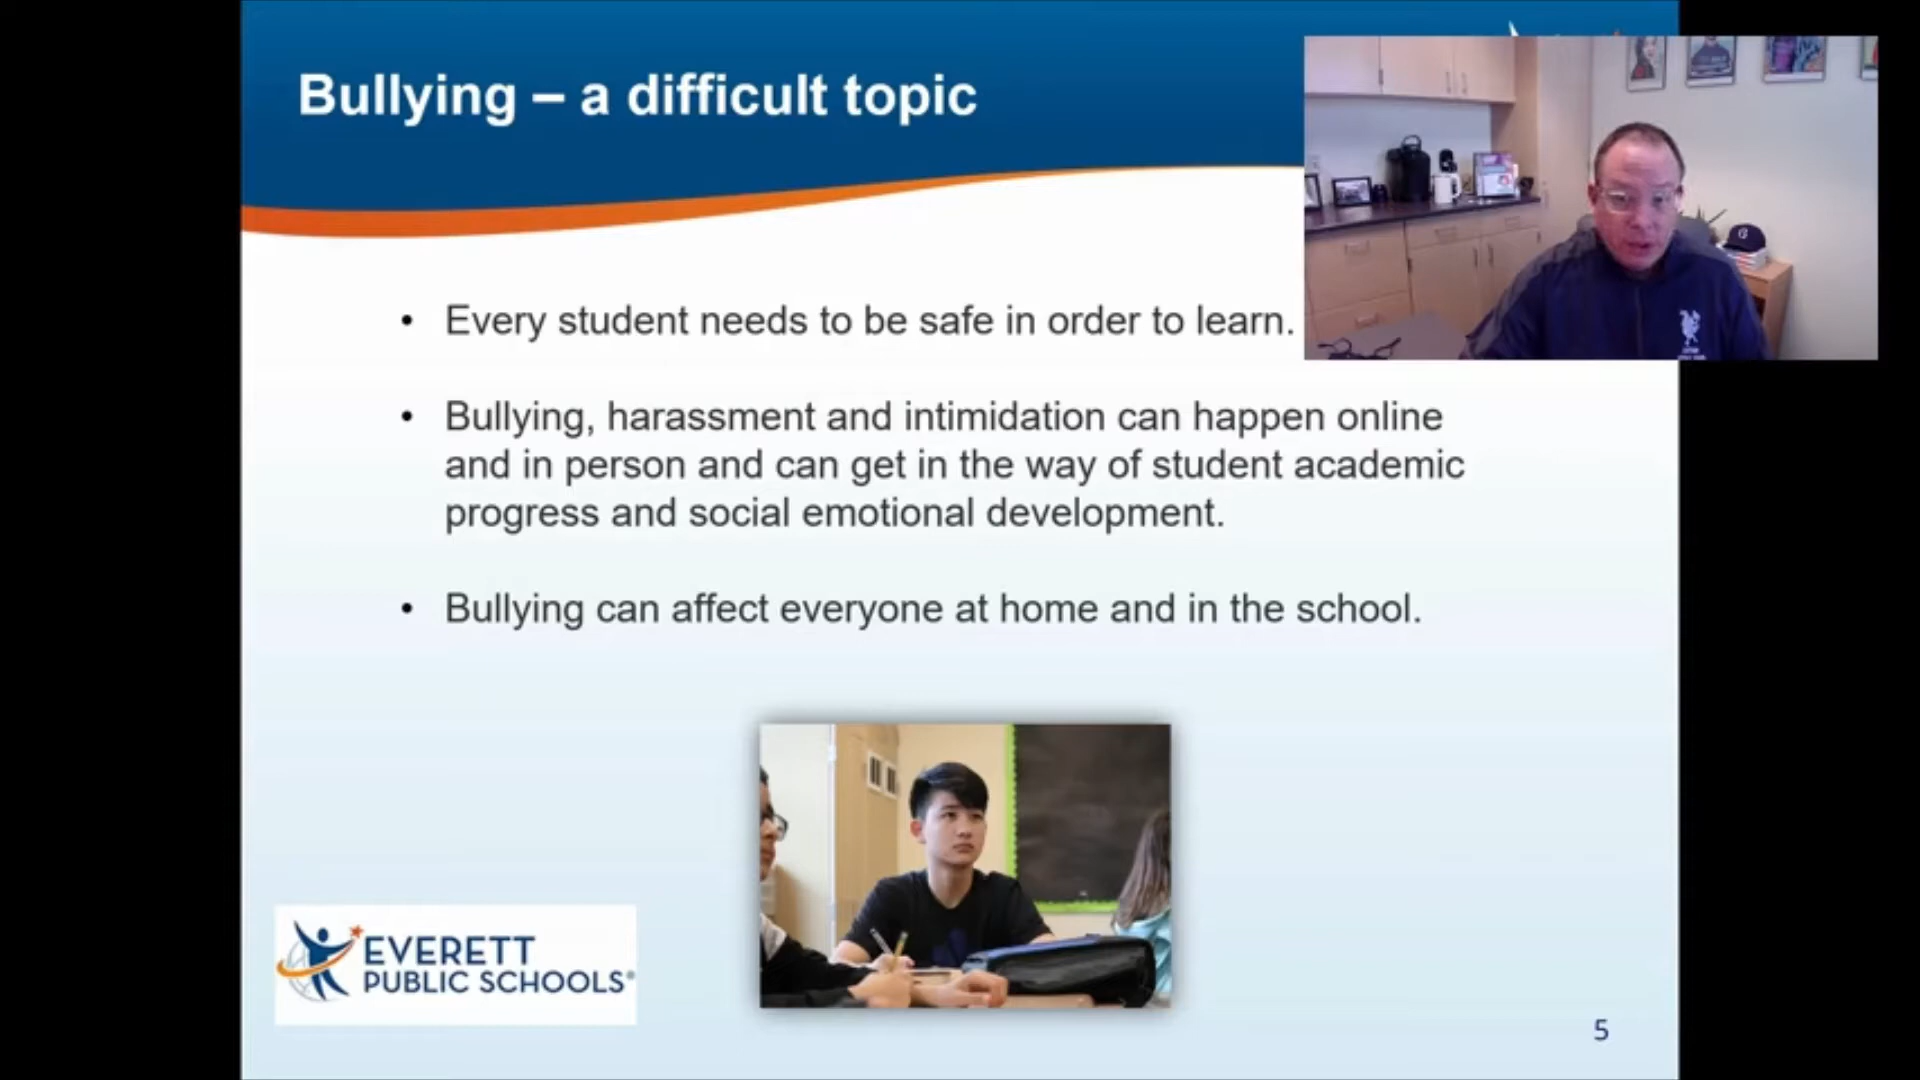 Bullying – a difficult topic
• Every student needs to be safe in order to learn.
• Bullying, harassment and intimidation can happen online
and in person and can get in the way of student academic
progress and social emotional development.
• Bullying can affect everyone at home and in the school.
EVERETT
PUBLIC SCHOOLS®
5